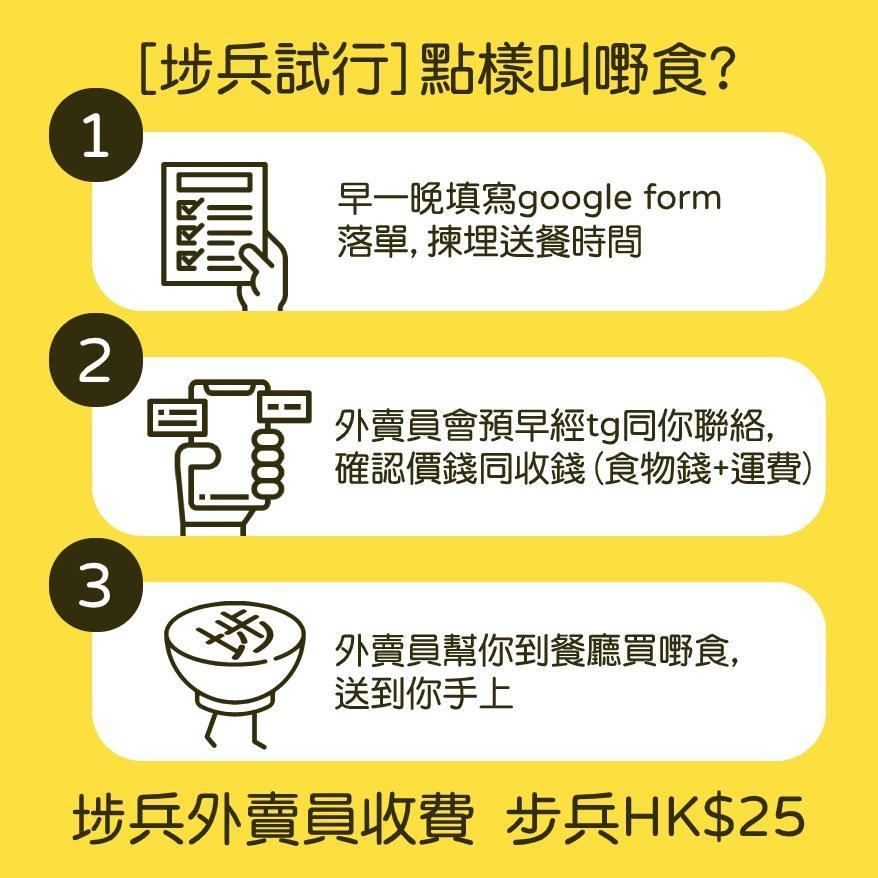 [埗兵試行] 點樣叫嘢食?
1
早一晚填寫google form
落單, 揀埋送餐時間
2
外賣員會預早經tg同你聯絡,
確認價錢同收錢 (食物錢+運費)
3
埗
外賣員幫你到餐廳買嘢食,
送到你手上
埗兵外賣員收費 步兵HK$25